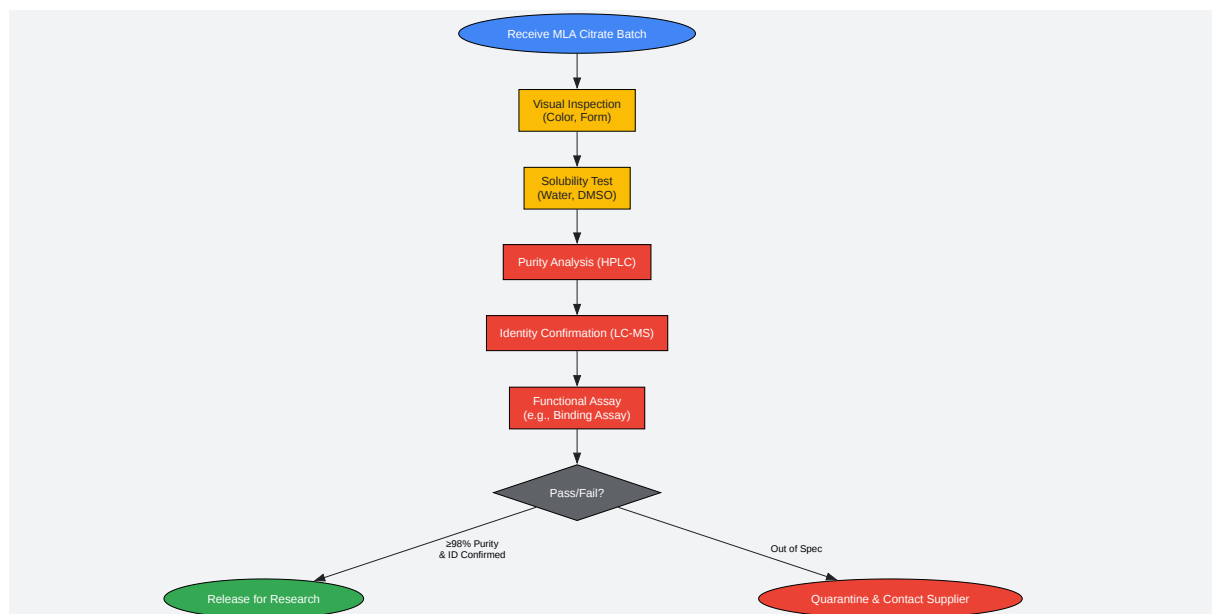 Receive MLA Citrate Batch
Visual Inspection
(Color, Form)
Solubility Test
(Water, DMSO)
Purity Analysis (HPLC)
Identity Confirmation (LC-MS)
Functional Assay
(e.g., Binding Assay)
Pass/Fail?
≥98% Purity
& ID Confirmed
Out of Spec
Release for Research
Quarantine & Contact Supplier